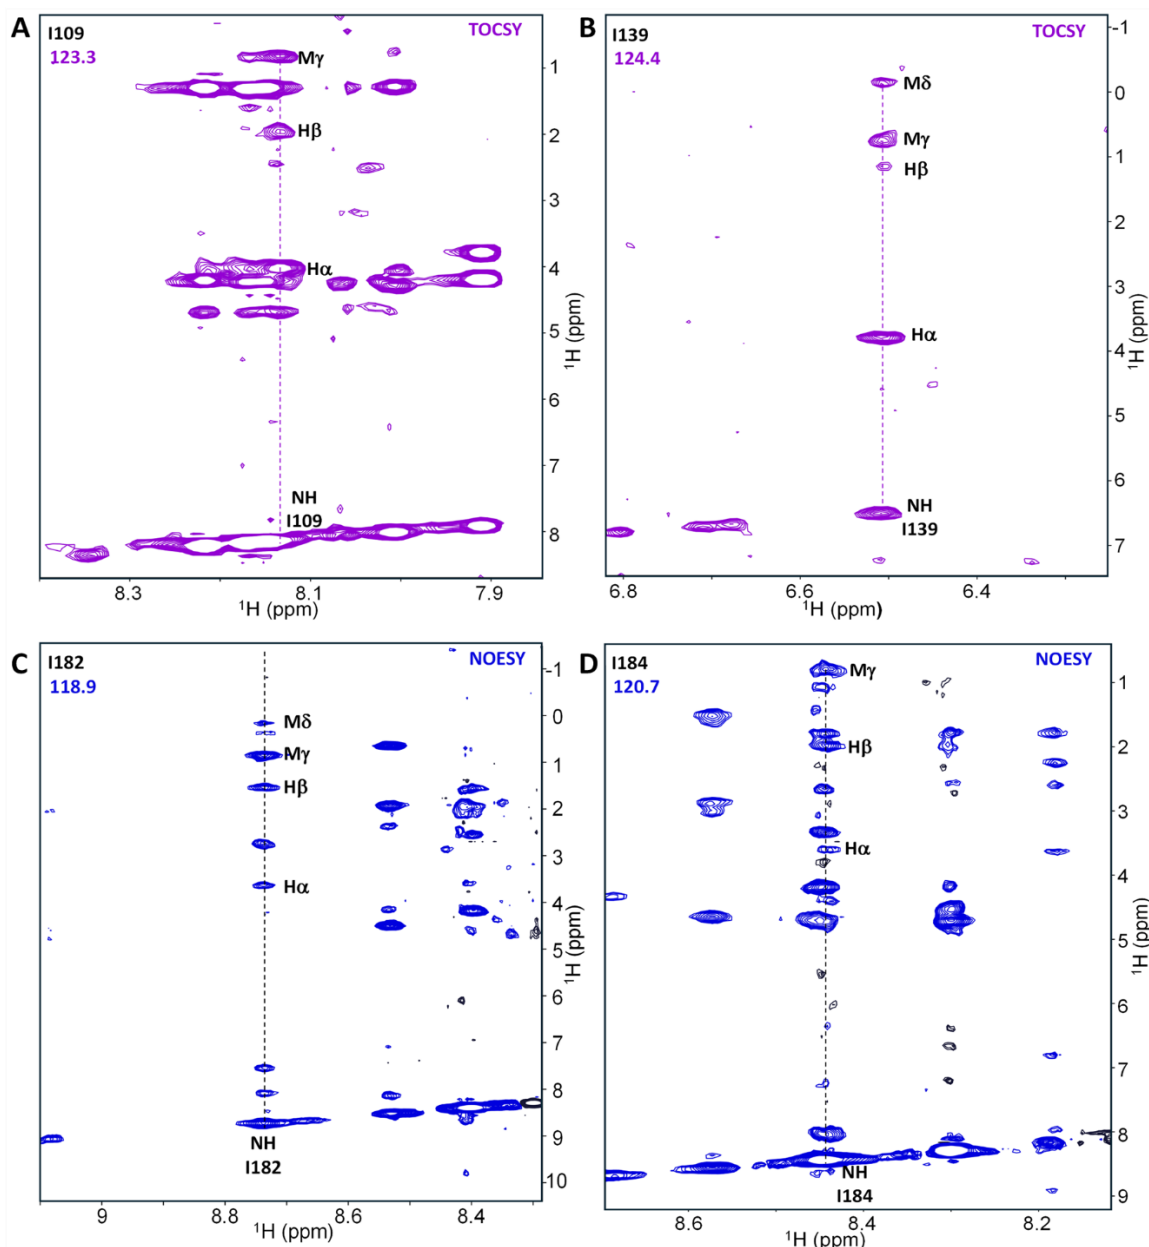 A
I109
123.3
TOCSY
Mγ
Hβ
Hα
NH
I109
1
2
3
4
5
6
7
8
¹H (ppm)
8.3
8.1
7.9
¹H (ppm)
B
I139
124.4
TOCSY
Mδ
Mγ
Hβ
Hα
NH
I139
-1
0
1
2
3
4
5
6
7
¹H (ppm)
6.8
6.6
6.4
¹H (ppm)
C
I182
118.9
NOESY
Mδ
Mγ
Hβ
Hα
NH
I182
-1
0
1
2
3
4
5
6
7
8
9
10
¹H (ppm)
9
8.8
8.6
8.4
¹H (ppm)
D
I184
120.7
NOESY
Mγ
Hβ
Hα
NH
I184
1
2
3
4
5
6
7
8
9
¹H (ppm)
8.6
8.4
8.2
¹H (ppm)